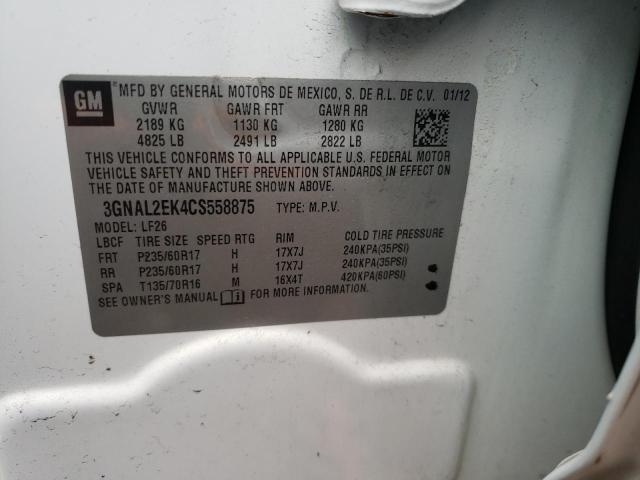 GM MFD BY GENERAL MOTORS DE MEXICO, S. DE R.L. DE C.V. 01/12
GVWR GAWR FRT GAWR RR
2189 KG 1130 KG 1280 KG
4825 LB 2491 LB 2822 LB
THIS VEHICLE CONFORMS TO ALL APPLICABLE U.S. FEDERAL MOTOR
VEHICLE SAFETY AND THEFT PREVENTION STANDARDS IN EFFECT
ON THE DATE OF MANUFACTURE SHOWN ABOVE.
3GNAL2EK4CS558875 TYPE: M.P.V.
MODEL: LF26
LBCF TIRE SIZE SPEED RTG RIM COLD TIRE PRESSURE
FRT P235/60R17 H 17X7J 240KPA(35PSI)
RR P235/60R17 H 17X7J 240KPA(35PSI)
SPA T135/70R16 M 16X4T 420KPA(60PSI)
SEE OWNER'S MANUAL FOR MORE INFORMATION.